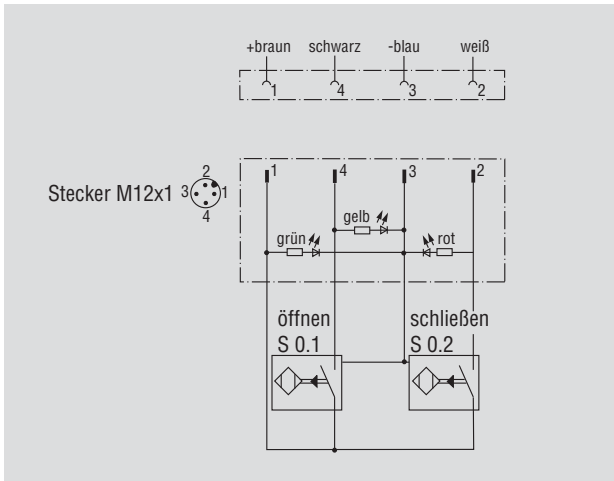 +braun schwarz -blau weiß
1 4 3 2
1 4 3 2
Stecker M12x1
2
3 1
4
gelb
grün rot
öffnen schließen
S 0.1 S 0.2